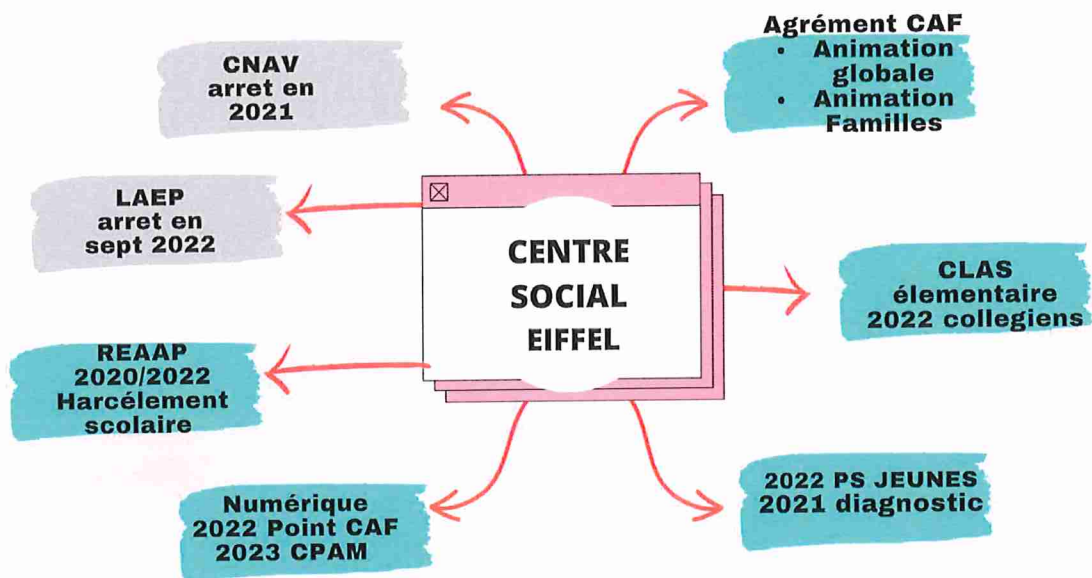 Agrément CAF
• Animation
globale
• Animation
Familles
CNAV
arret en
2021
LAEP
arret en
sept 2022
CENTRE
SOCIAL
EIFFEL
CLAS
élementaire
2022 collegiens
REAAP
2020/2022
Harcélement
scolaire
2022 PS JEUNES
2021 diagnostic
Numérique
2022 Point CAF
2023 CPAM